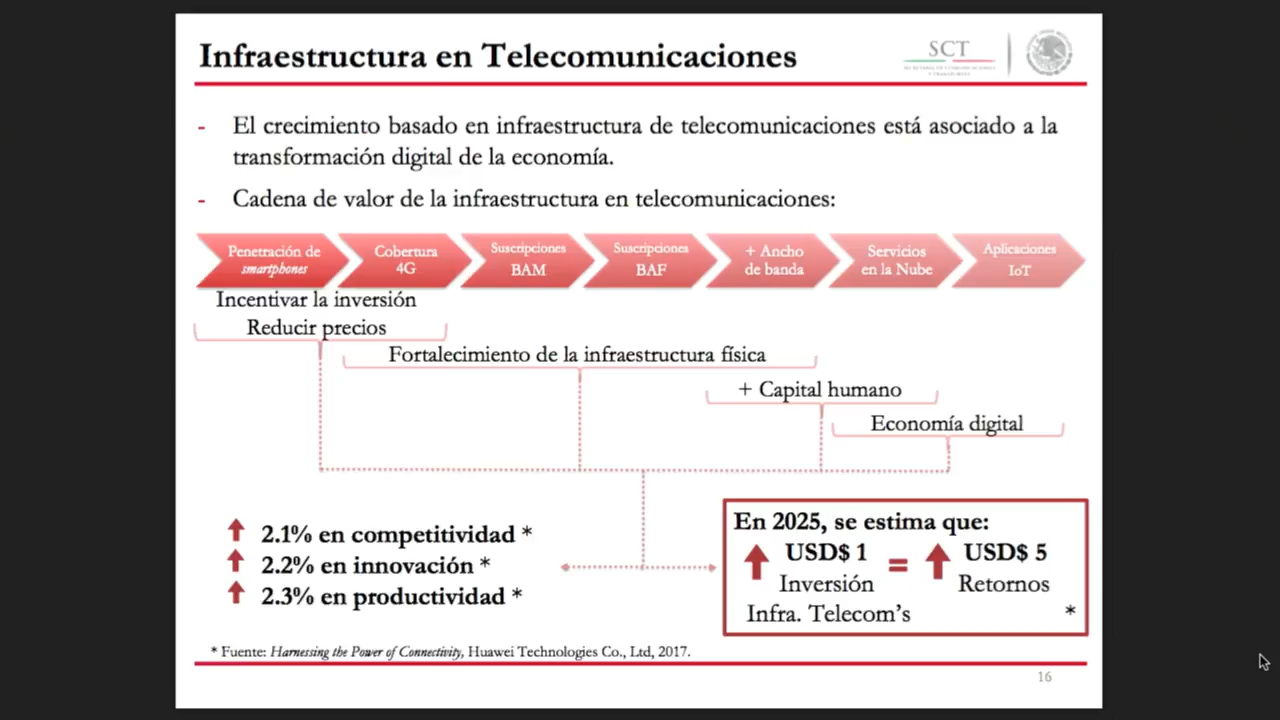 Infraestructura en Telecomunicaciones
SCT
SECRETARÍA DE COMUNICACIONES
Y TRANSPORTES
- El crecimiento basado en infraestructura de telecomunicaciones está asociado a la
transformación digital de la economía.
- Cadena de valor de la infraestructura en telecomunicaciones:
Penetración de
smartphones
Cobertura
4G
Suscripciones
BAM
Suscripciones
BAF
+ Ancho
de banda
Servicios
en la Nube
Aplicaciones
IoT
Incentivar la inversión
Reducir precios
Fortalecimiento de la infraestructura física
+ Capital humano
Economía digital
2.1% en competitividad *
2.2% en innovación *
2.3% en productividad *
En 2025, se estima que:
USD$ 1 = USD$ 5
Inversión Retornos
Infra. Telecom's *
* Fuente: Harnessing the Power of Connectivity, Huawei Technologies Co., Ltd, 2017.
16